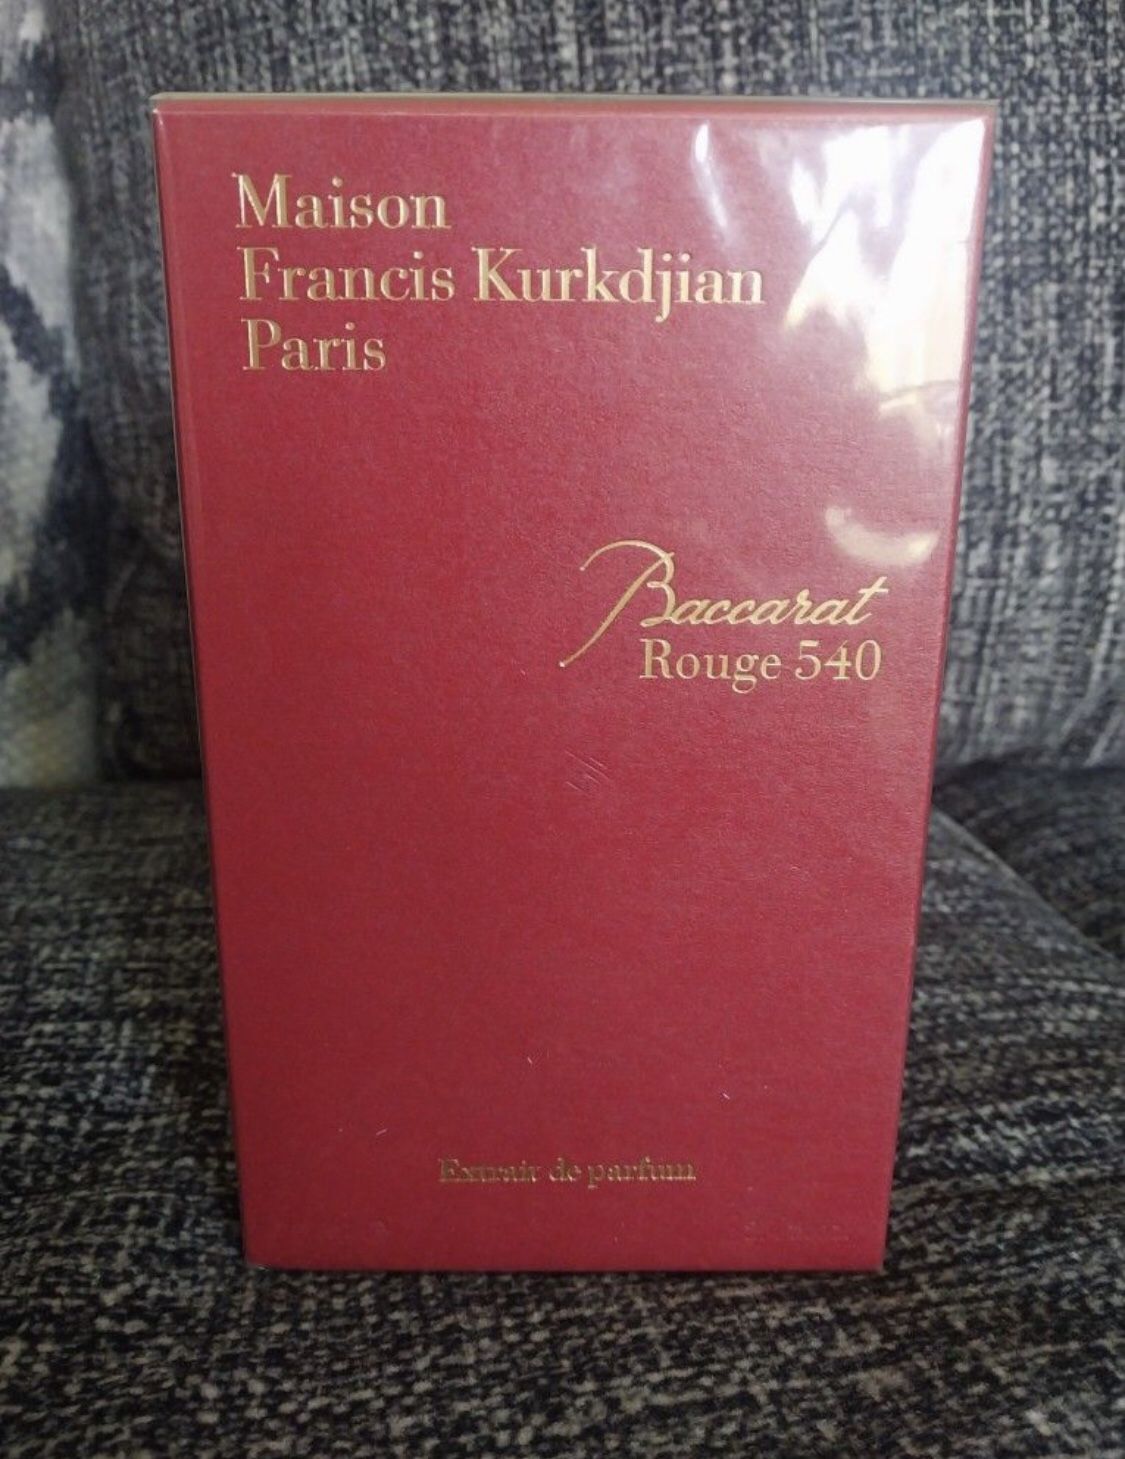 Maison
Francis Kurkdjian
Paris
Baccarat
Rouge 540
Extrait de parfum